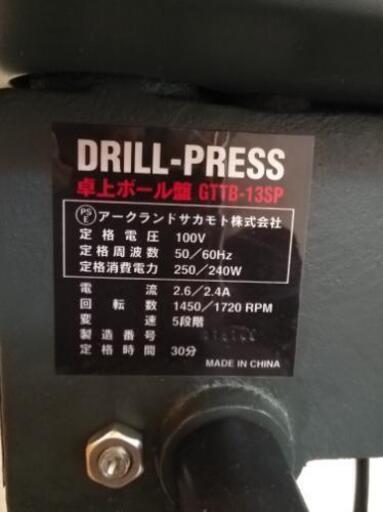 DRILL-PRESS
卓上ボール盤 GTTB-13SP
PSE アークランドサカモト株式会社
定格電圧 100V
定格周波数 50/60Hz
定格消費電力 250/240W
電流 2.6/2.4A
回転数 1450/1720 RPM
変速 5段階
製造番号
定格時間 30分
MADE IN CHINA